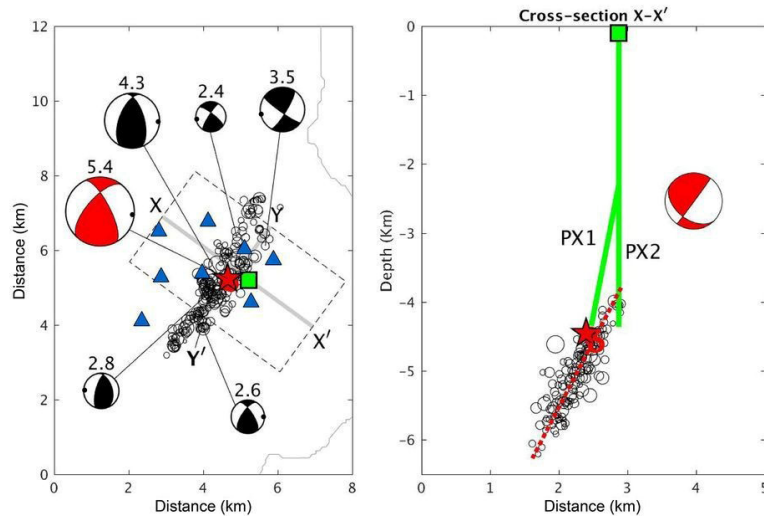 12
10
8
6
4
2
0
0
2
4
6
8
Distance (km)
Distance (km)
4.3
2.4
3.5
5.4
X
Y
X′
Y′
2.8
2.6
Cross-section X-X′
0
-1
-2
-3
-4
-5
-6
0
1
2
3
4
5
Depth (Km)
Distance (km)
PX1
PX2